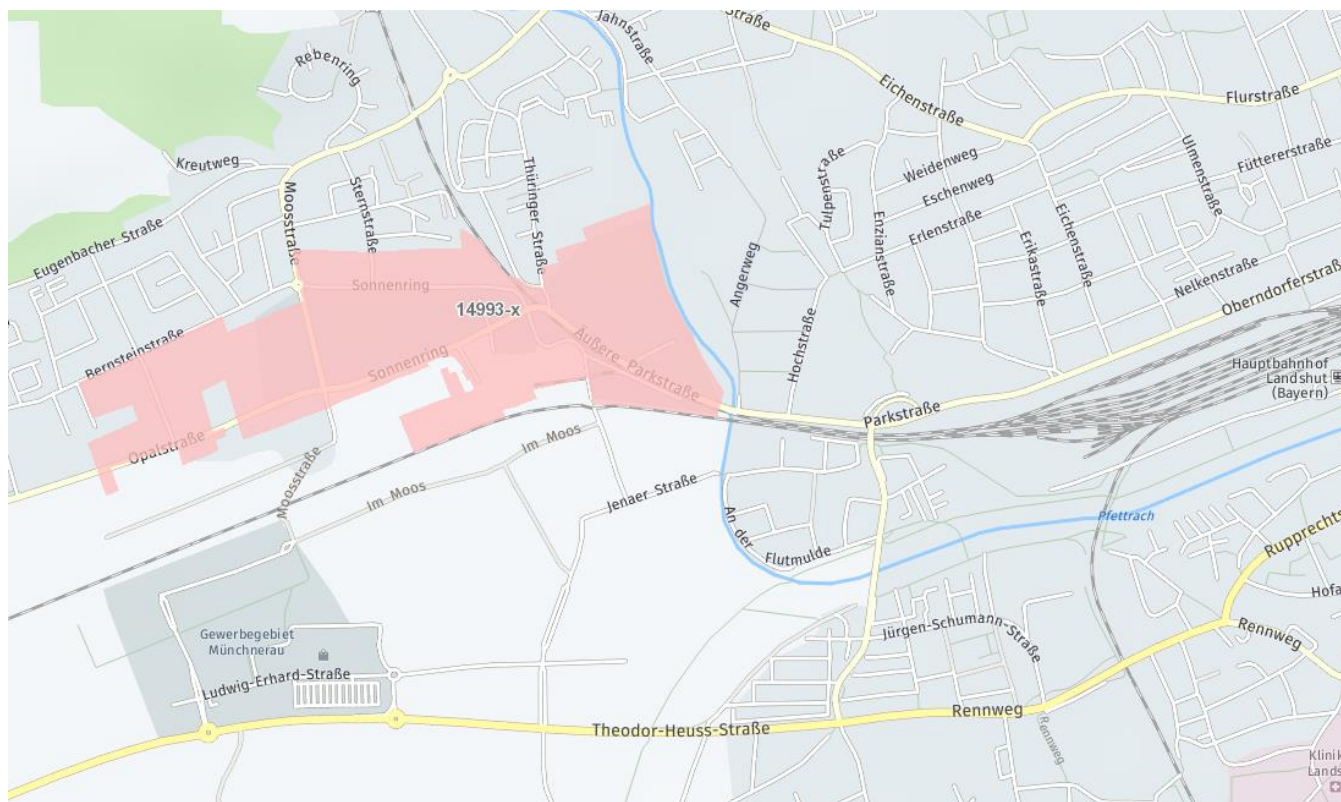 Jahnstraße
Straße
Rebenring
Eichenstraße
Flurstraße
Kreutweg
Thüringer Straße
Weidenweg
Ulmenstraße
Füttererstraße
Moosstraße
Sternstraße
Tulpenstraße
Eschenweg
Eugenbacher Straße
Enzianstraße
Erlenstraße
Erikastraße
Eichenstraße
Angerweg
Nelkenstraße
Oberndorferstraß
Sonnenring
14993-x
Bernsteinstraße
Sonnenring
Äußere Parkstraße
Hochstraße
Hauptbahnhof
Landshut
(Bayern)
Parkstraße
Opalstraße
Im Moos
Moosstraße
Im Moos
Jenaer Straße
An der
Flutmulde
Pfettrach
Rupprechts
Hofa
Gewerbegebiet
Münchnerau
Jürgen-Schumann-Straße
Rennweg
Ludwig-Erhard-Straße
Rennweg
Theodor-Heuss-Straße
Rennweg
Klinik
Lands